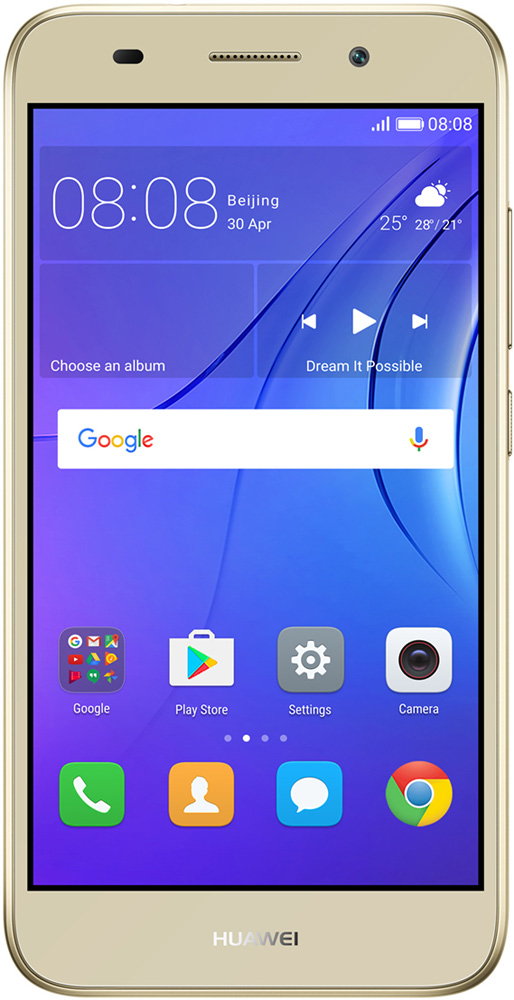 08:08
08:08
Beijing
30 Apr
25° 28°/21°
Choose an album
Dream It Possible
Google
Google
Play Store
Settings
Camera
HUAWEI